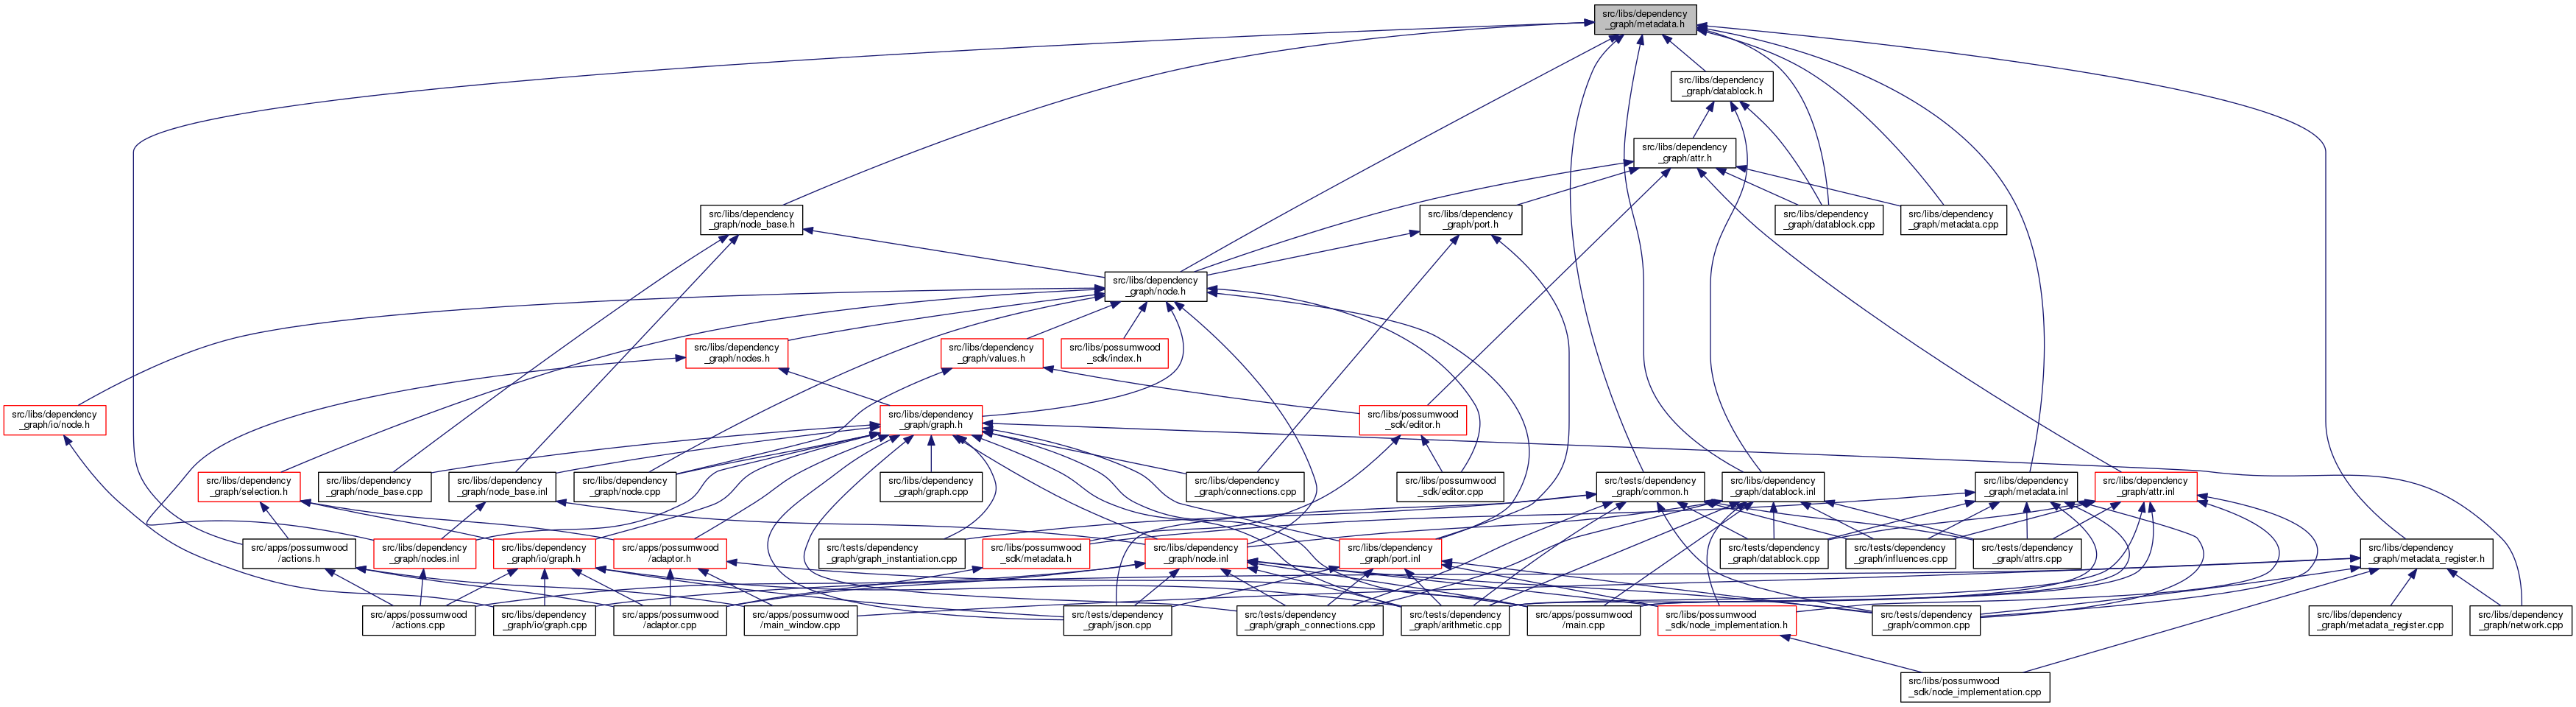 src/libs/dependency
_graph/metadata.h
src/libs/dependency
_graph/datablock.h
src/libs/dependency
_graph/attr.h
src/libs/dependency
_graph/node_base.h
src/libs/dependency
_graph/port.h
src/libs/dependency
_graph/datablock.cpp
src/libs/dependency
_graph/metadata.cpp
src/libs/dependency
_graph/node.h
src/libs/dependency
_graph/nodes.h
src/libs/dependency
_graph/values.h
src/libs/possumwood
_sdk/index.h
src/libs/dependency
_graph/io/node.h
src/libs/dependency
_graph/graph.h
src/libs/possumwood
_sdk/editor.h
src/libs/dependency
_graph/selection.h
src/libs/dependency
_graph/node_base.cpp
src/libs/dependency
_graph/node_base.inl
src/libs/dependency
_graph/node.cpp
src/libs/dependency
_graph/graph.cpp
src/libs/dependency
_graph/connections.cpp
src/libs/possumwood
_sdk/editor.cpp
src/tests/dependency
_graph/common.h
src/libs/dependency
_graph/datablock.inl
src/libs/dependency
_graph/metadata.inl
src/libs/dependency
_graph/attr.inl
src/apps/possumwood
/actions.h
src/libs/dependency
_graph/nodes.inl
src/libs/dependency
_graph/io/graph.h
src/apps/possumwood
/adaptor.h
src/tests/dependency
_graph/graph_instantiation.cpp
src/libs/possumwood
_sdk/metadata.h
src/libs/dependency
_graph/node.inl
src/libs/dependency
_graph/port.inl
src/tests/dependency
_graph/datablock.cpp
src/tests/dependency
_graph/influences.cpp
src/tests/dependency
_graph/attrs.cpp
src/libs/dependency
_graph/metadata_register.h
src/apps/possumwood
/actions.cpp
src/libs/dependency
_graph/io/graph.cpp
src/apps/possumwood
/adaptor.cpp
src/apps/possumwood
/main_window.cpp
src/tests/dependency
_graph/json.cpp
src/tests/dependency
_graph/graph_connections.cpp
src/tests/dependency
_graph/arithmetic.cpp
src/apps/possumwood
/main.cpp
src/libs/possumwood
_sdk/node_implementation.h
src/tests/dependency
_graph/common.cpp
src/libs/dependency
_graph/metadata_register.cpp
src/libs/dependency
_graph/network.cpp
src/libs/possumwood
_sdk/node_implementation.cpp